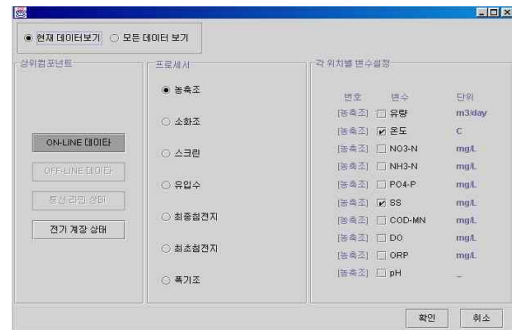 현재 데이터보기 모든 데이터 보기
상위컴포넌트
ON-LINE 데이타
OFF-LINE 데이타
통신 라인 상태
전기 계장 상태
프로세서
농축조
소화조
스크린
유입수
최종침전지
최초침전지
폭기조
각 위치별 변수설정
번호 변수 단위
[농축조] 유량 m3/day
[농축조] 온도 C
[농축조] NO3-N mg/L
[농축조] NH3-N mg/L
[농축조] PO4-P mg/L
[농축조] SS mg/L
[농축조] COD-MN mg/L
[농축조] DO mg/L
[농축조] ORP mg/L
[농축조] pH _
확인 취소